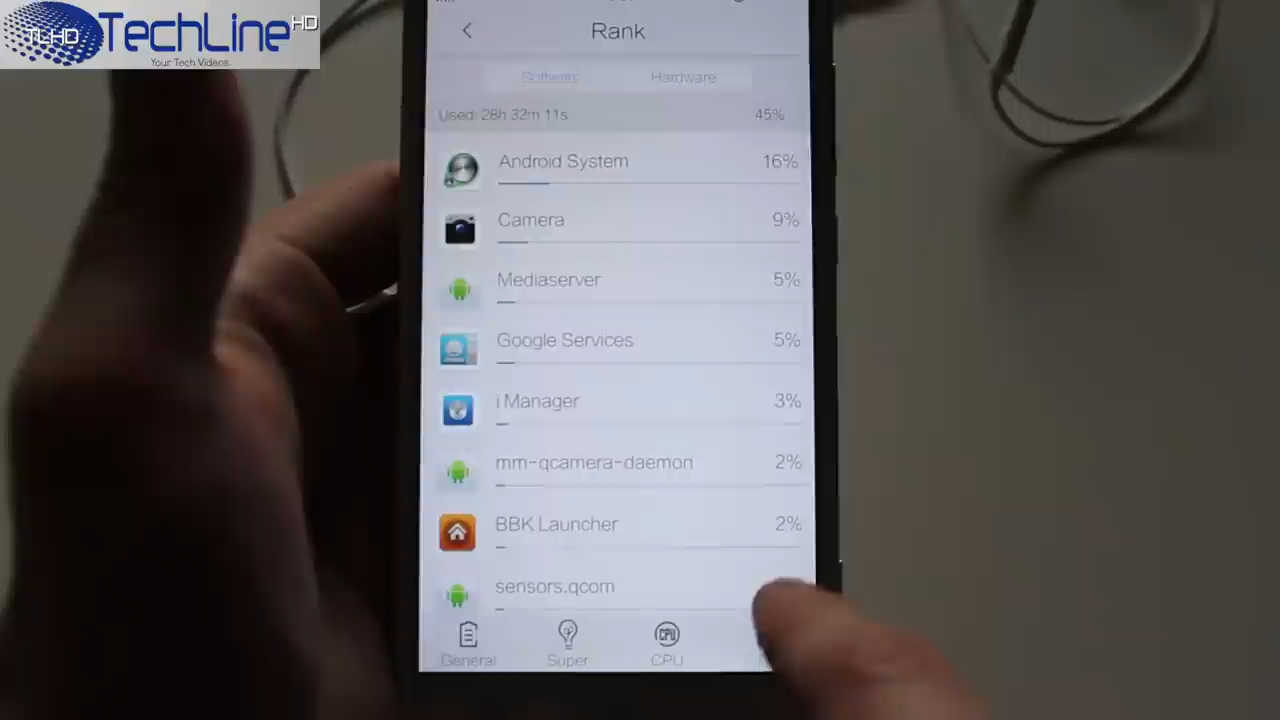 TLHD TechLine HD
Your Tech Videos
Rank
Software Hardware
Used: 28h 32m 11s 45%
Android System 16%
Camera 9%
Mediaserver 5%
Google Services 5%
i Manager 3%
mm-qcamera-daemon 2%
BBK Launcher 2%
sensors.qcom
CPU
General Super CPU